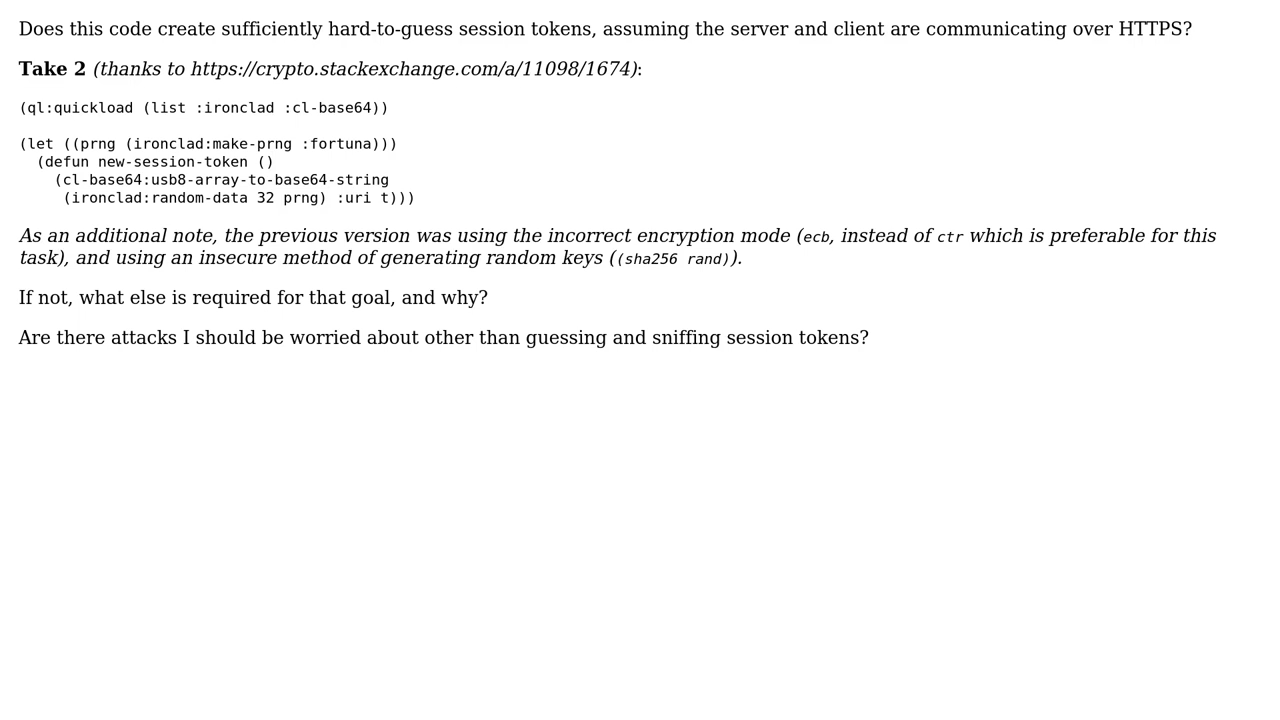 Does this code create sufficiently hard-to-guess session tokens, assuming the server and client are communicating over HTTPS?
Take 2 (thanks to https://crypto.stackexchange.com/a/11098/1674):
(ql:quickload (list :ironclad :cl-base64))
(let ((prng (ironclad:make-prng :fortuna)))
  (defun new-session-token ()
    (cl-base64:usb8-array-to-base64-string
     (ironclad:random-data 32 prng) :uri t)))
As an additional note, the previous version was using the incorrect encryption mode (ecb, instead of ctr which is preferable for this
task), and using an insecure method of generating random keys ((sha256 rand)).
If not, what else is required for that goal, and why?
Are there attacks I should be worried about other than guessing and sniffing session tokens?